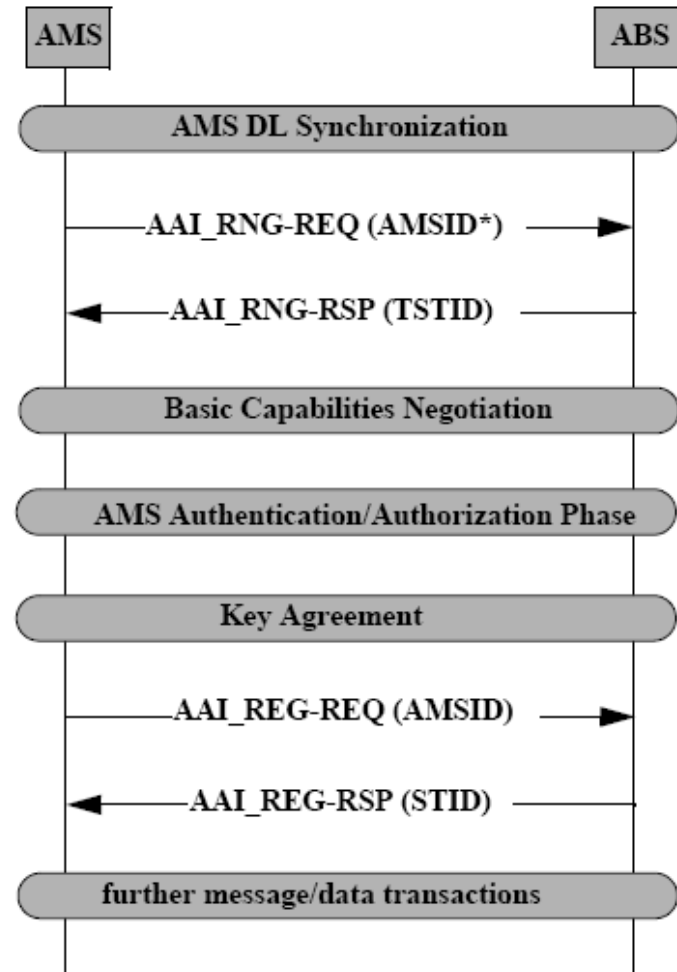 AMS
ABS
AMS DL Synchronization
AAI_RNG-REQ (AMSID*)
AAI_RNG-RSP (TSTID)
Basic Capabilities Negotiation
AMS Authentication/Authorization Phase
Key Agreement
AAI_REG-REQ (AMSID)
AAI_REG-RSP (STID)
further message/data transactions